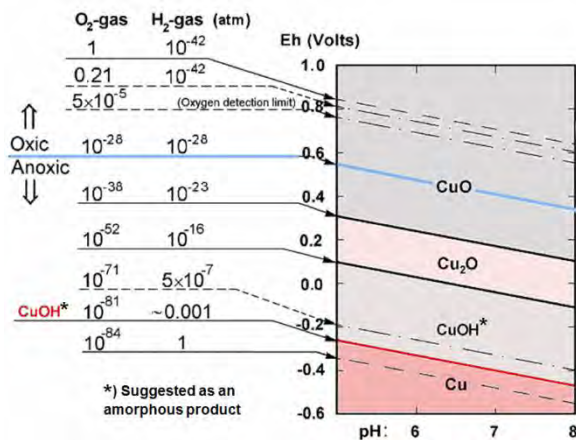 O₂-gas H₂-gas (atm)
Eh (Volts)
1 10⁻⁴² 1.0
0.21 10⁻⁴²
5×10⁻⁵ (Oxygen detection limit) 0.8
Oxic 10⁻²⁸ 10⁻²⁸ 0.6
Anoxic CuO
10⁻³⁸ 10⁻²³ 0.4
10⁻⁵² 10⁻¹⁶ 0.2 Cu₂O
10⁻⁷¹ 5×10⁻⁷ 0.0
CuOH* 10⁻⁸¹ ~0.001 -0.2 CuOH*
10⁻⁸⁴ 1 -0.4 Cu
*) Suggested as an
amorphous product
-0.6
pH: 6 7 8